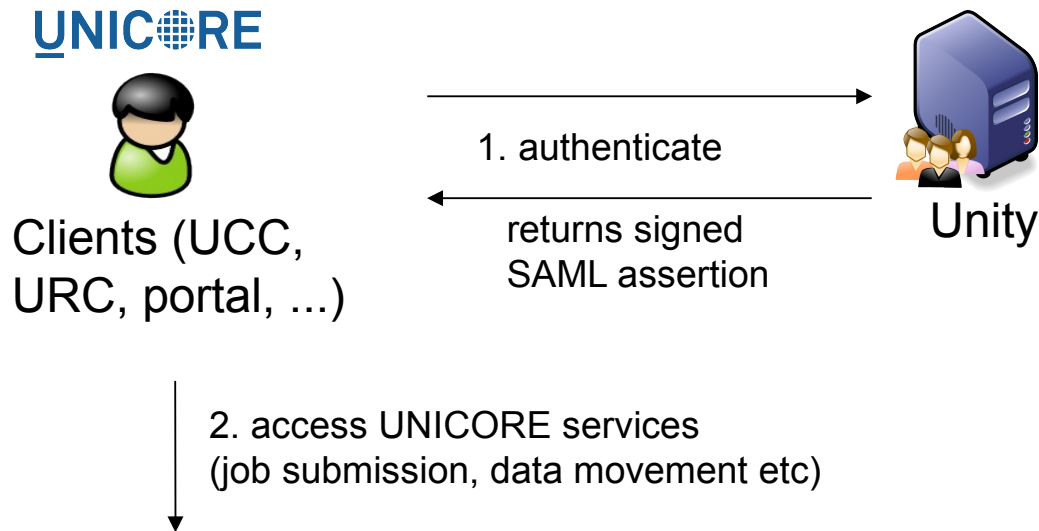 UNICORE
1. authenticate
returns signed
SAML assertion
Unity
Clients (UCC,
URC, portal, ...)
2. access UNICORE services
(job submission, data movement etc)